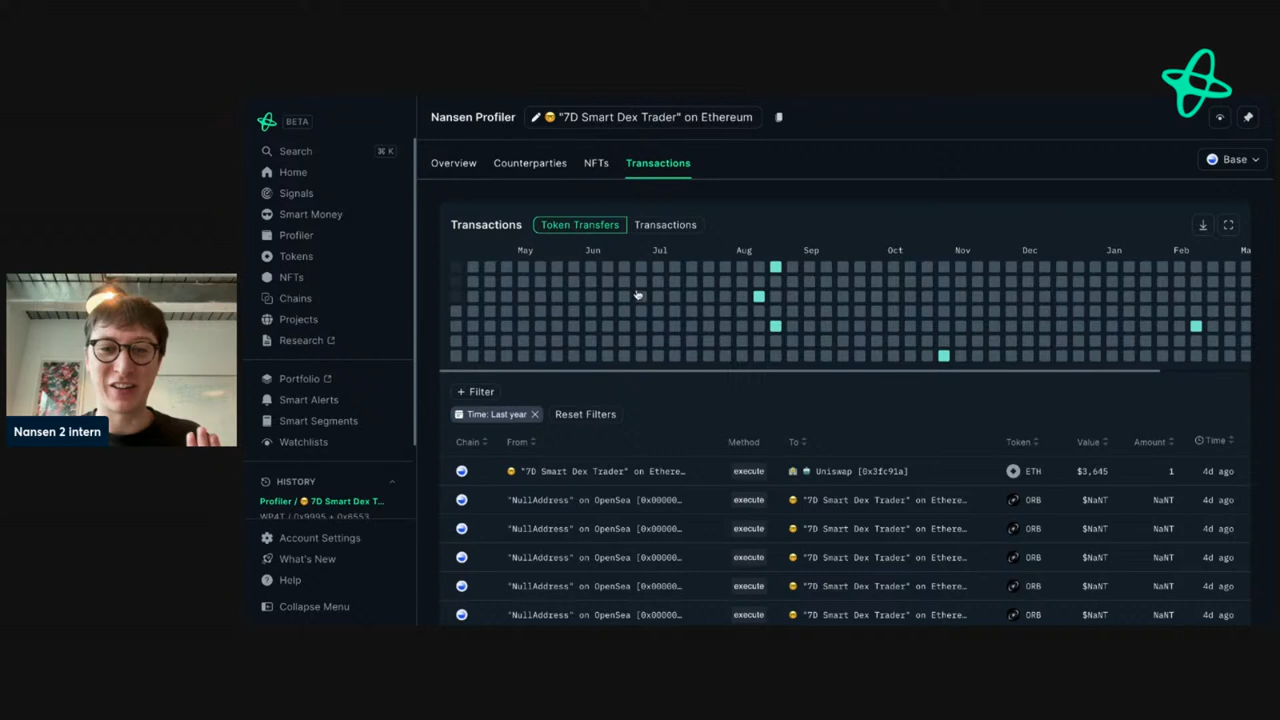 BETA
Search ⌘ K
Home
Signals
Smart Money
Profiler
Tokens
NFTs
Chains
Projects
Research
Portfolio
Smart Alerts
Smart Segments
Watchlists
HISTORY
Profiler / 🤓 7D Smart Dex T...
WP4T / 0x9995 + 0x6553
Account Settings
What's New
Help
Collapse Menu
Nansen 2 intern
Nansen Profiler 🤓 "7D Smart Dex Trader" on Ethereum
Overview Counterparties NFTs Transactions Base
Transactions Token Transfers Transactions
May Jun Jul Aug Sep Oct Nov Dec Jan Feb Ma
+ Filter
Time: Last year × Reset Filters
Chain From Method To Token Value Amount Time
🤓 "7D Smart Dex Trader" on Ethere… execute Uniswap [0x3fc91a] ETH $3,645 1 4d ago
"NullAddress" on OpenSea [0x00000… execute 🤓 "7D Smart Dex Trader" on Ethere… ORB $NaNT NaNT 4d ago
"NullAddress" on OpenSea [0x00000… execute 🤓 "7D Smart Dex Trader" on Ethere… ORB $NaNT NaNT 4d ago
"NullAddress" on OpenSea [0x00000… execute 🤓 "7D Smart Dex Trader" on Ethere… ORB $NaNT NaNT 4d ago
"NullAddress" on OpenSea [0x00000… execute 🤓 "7D Smart Dex Trader" on Ethere… ORB $NaNT NaNT 4d ago
"NullAddress" on OpenSea [0x00000… execute 🤓 "7D Smart Dex Trader" on Ethere… ORB $NaNT NaNT 4d ago